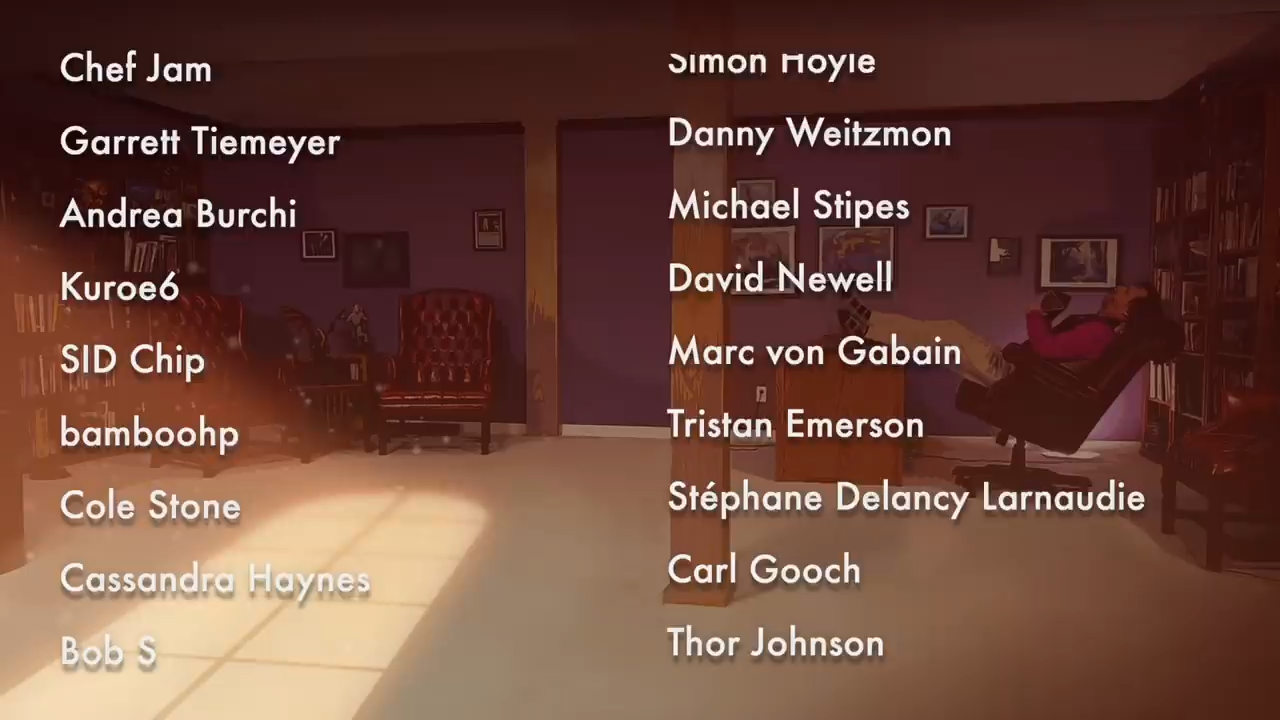 Chef Jam
Garrett Tiemeyer
Andrea Burchi
Kuroe6
SID Chip
bamboohp
Cole Stone
Cassandra Haynes
Bob S
Simon Hoyle
Danny Weitzmon
Michael Stipes
David Newell
Marc von Gabain
Tristan Emerson
Stéphane Delancy Larnaudie
Carl Gooch
Thor Johnson